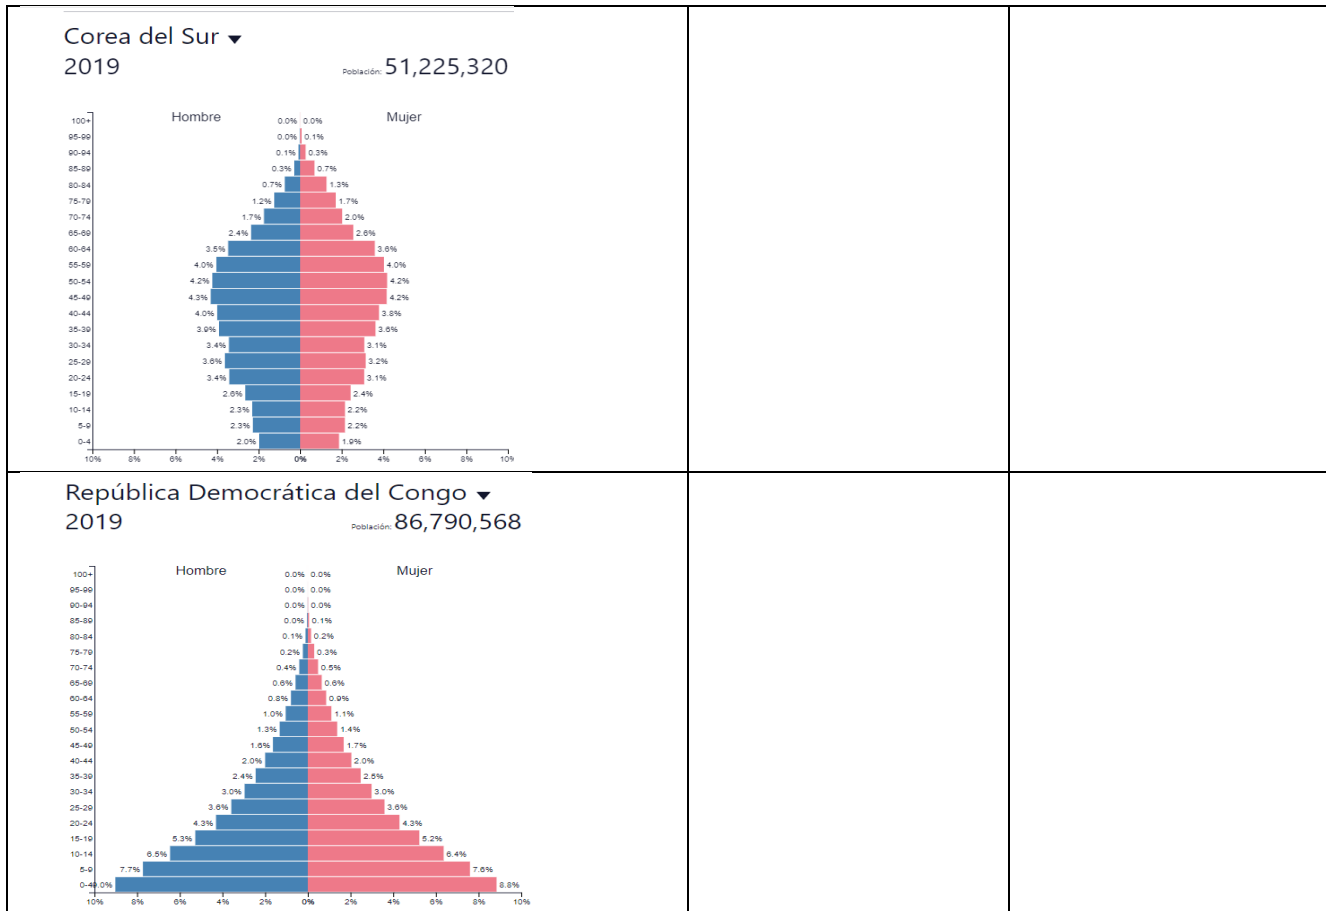 Corea del Sur
2019
Población: 51,225,320
Hombre
Mujer
100+ 0.0% 0.0%
95-99 0.0% 0.1%
90-94 0.1% 0.3%
85-89 0.3% 0.7%
80-84 0.7% 1.3%
75-79 1.2% 1.7%
70-74 1.7% 2.0%
65-69 2.4% 2.6%
60-64 3.5% 3.6%
55-59 4.0% 4.0%
50-54 4.2% 4.2%
45-49 4.3% 4.2%
40-44 4.0% 3.8%
35-39 3.9% 3.6%
30-34 3.4% 3.1%
25-29 3.6% 3.2%
20-24 3.4% 3.1%
15-19 2.6% 2.4%
10-14 2.3% 2.2%
5-9 2.3% 2.2%
0-4 2.0% 1.9%
10% 8% 6% 4% 2% 0% 2% 4% 6% 8% 10%
República Democrática del Congo
2019
Población: 86,790,568
Hombre
Mujer
100+ 0.0% 0.0%
95-99 0.0% 0.0%
90-94 0.0% 0.0%
85-89 0.0% 0.1%
80-84 0.1% 0.2%
75-79 0.2% 0.3%
70-74 0.4% 0.5%
65-69 0.6% 0.6%
60-64 0.8% 0.9%
55-59 1.0% 1.1%
50-54 1.3% 1.4%
45-49 1.6% 1.7%
40-44 2.0% 2.0%
35-39 2.4% 2.5%
30-34 3.0% 3.0%
25-29 3.6% 3.6%
20-24 4.3% 4.3%
15-19 5.3% 5.2%
10-14 6.5% 6.4%
5-9 7.7% 7.6%
0-4 9.0% 8.8%
10% 8% 6% 4% 2% 0% 2% 4% 6% 8% 10%